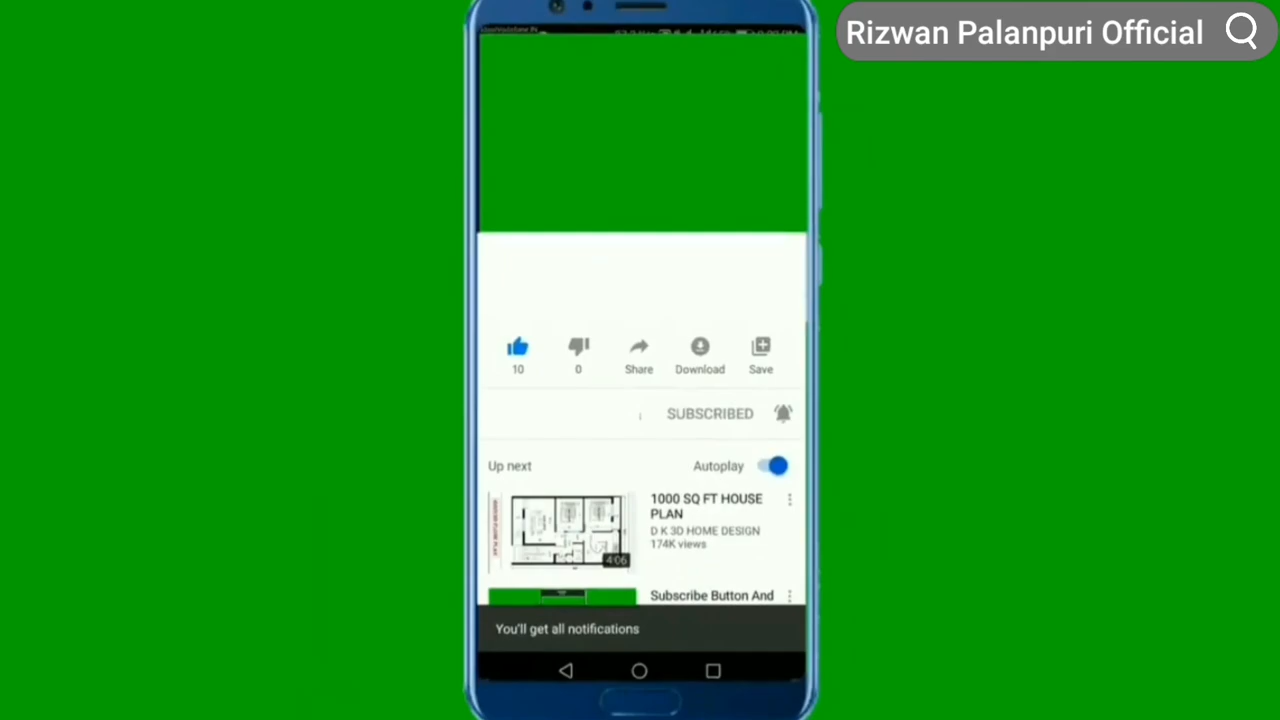 Rizwan Palanpuri Official
10
0
Share
Download
Save
SUBSCRIBED
Up next
Autoplay
1000 SQ FT HOUSE
PLAN
D K 3D HOME DESIGN
174K views
4:06
Subscribe Button And
You'll get all notifications